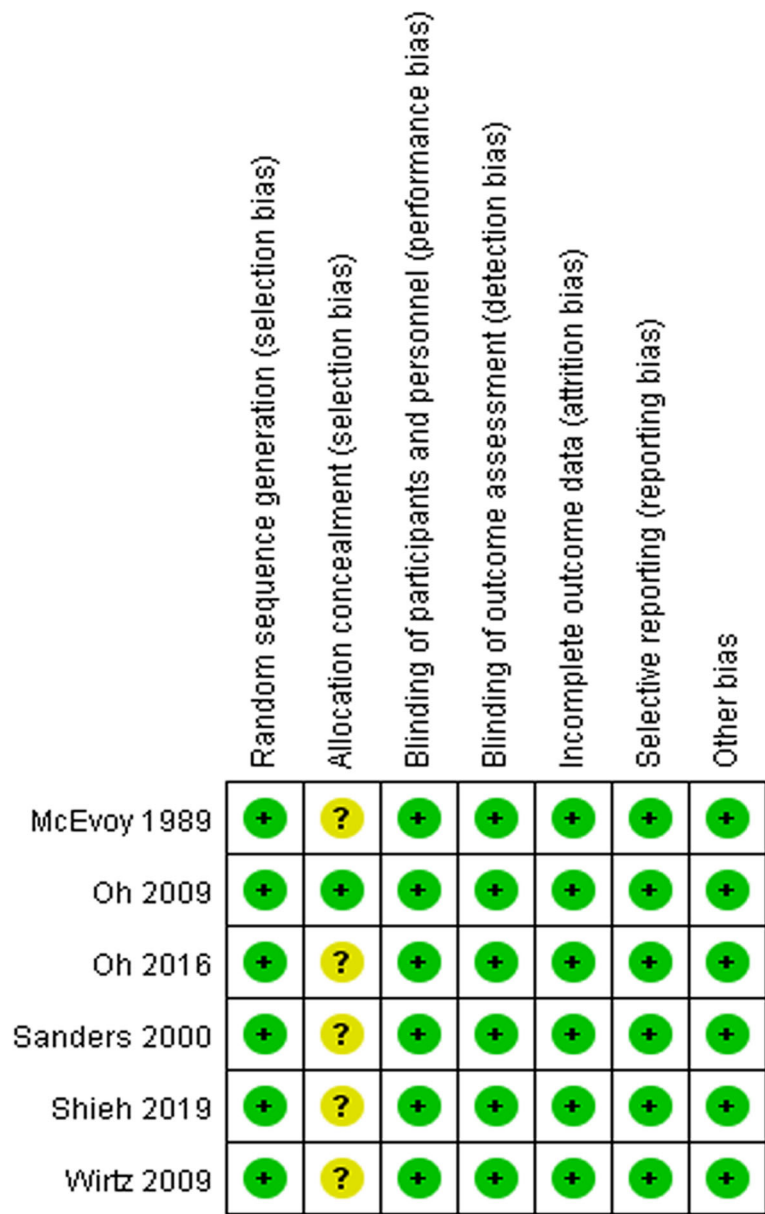 Random sequence generation (selection bias)
Allocation concealment (selection bias)
Blinding of participants and personnel (performance bias)
Blinding of outcome assessment (detection bias)
Incomplete outcome data (attrition bias)
Selective reporting (reporting bias)
Other bias
McEvoy 1989 + ? + + + + +
Oh 2009 + + + + + + +
Oh 2016 + ? + + + + +
Sanders 2000 + ? + + + + +
Shieh 2019 + ? + + + + +
Wirtz 2009 + ? + + + + +